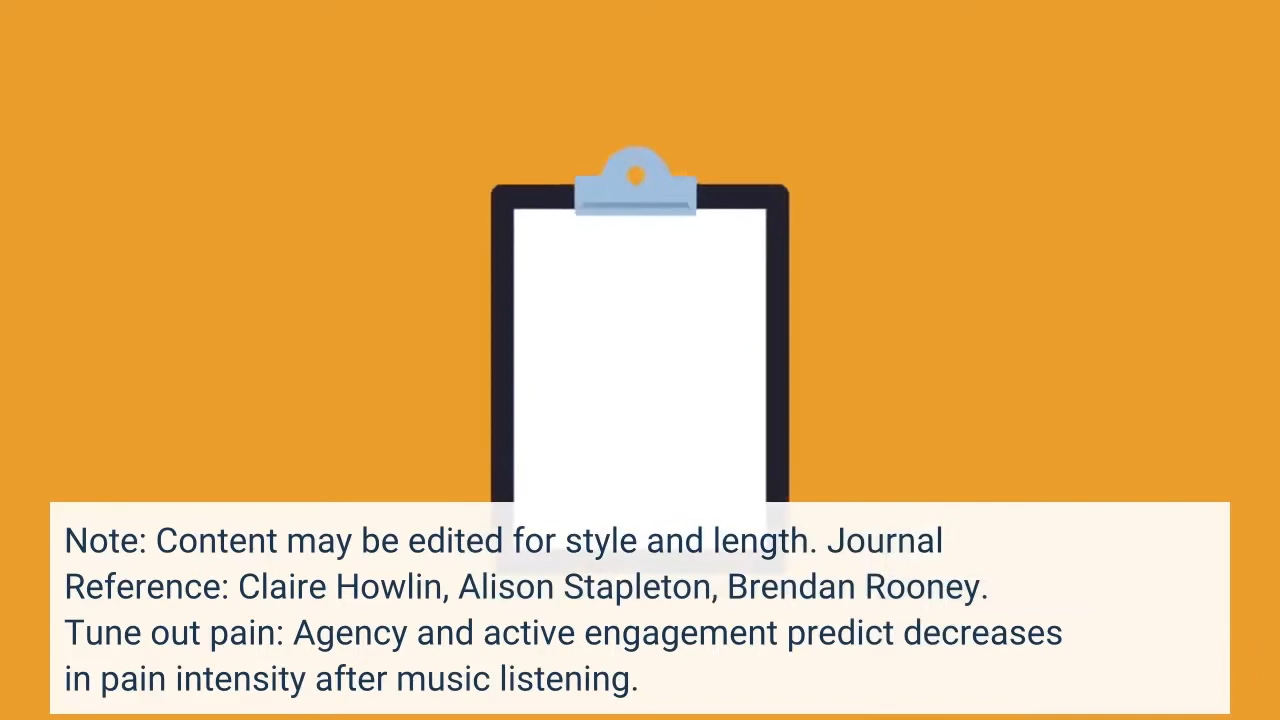 Note: Content may be edited for style and length. Journal
Reference: Claire Howlin, Alison Stapleton, Brendan Rooney.
Tune out pain: Agency and active engagement predict decreases
in pain intensity after music listening.